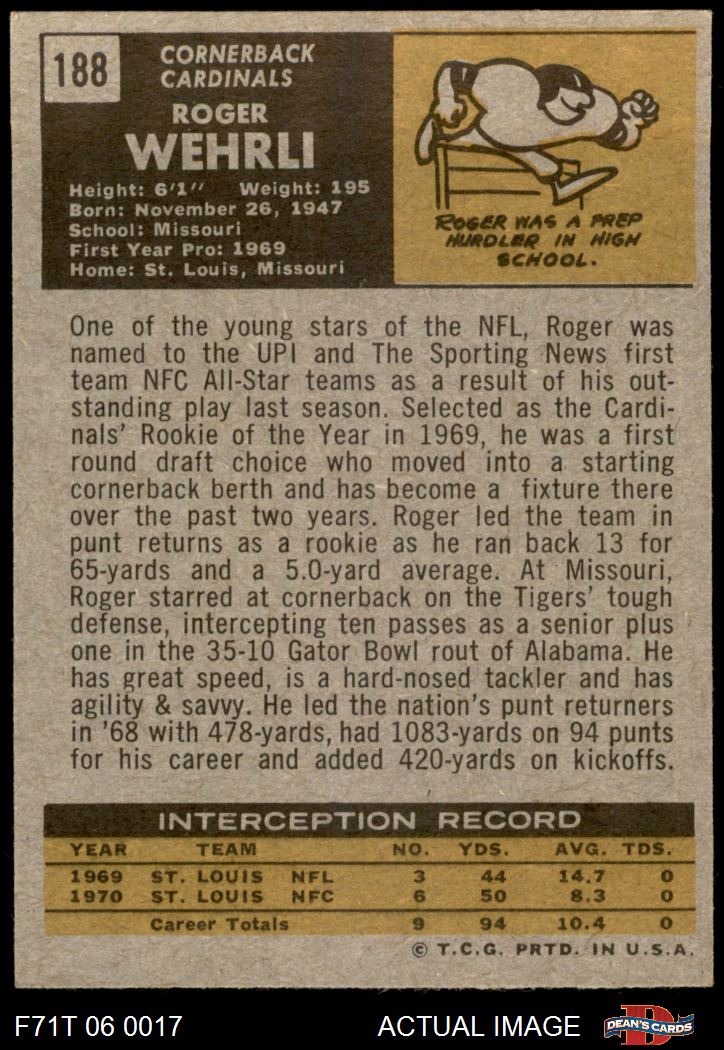 188
CORNERBACK
CARDINALS
ROGER
WEHRLI
Height: 6'1" Weight: 195
Born: November 26, 1947
School: Missouri
First Year Pro: 1969
Home: St. Louis, Missouri
ROGER WAS A PREP
HURDLER IN HIGH
SCHOOL.
One of the young stars of the NFL, Roger was
named to the UPI and The Sporting News first
team NFC All-Star teams as a result of his out-
standing play last season. Selected as the Cardi-
nals' Rookie of the Year in 1969, he was a first
round draft choice who moved into a starting
cornerback berth and has become a fixture there
over the past two years. Roger led the team in
punt returns as a rookie as he ran back 13 for
65-yards and a 5.0-yard average. At Missouri,
Roger starred at cornerback on the Tigers' tough
defense, intercepting ten passes as a senior plus
one in the 35-10 Gator Bowl rout of Alabama. He
has great speed, is a hard-nosed tackler and has
agility & savvy. He led the nation's punt returners
in '68 with 478-yards, had 1083-yards on 94 punts
for his career and added 420-yards on kickoffs.
INTERCEPTION RECORD
YEAR TEAM NO. YDS. AVG. TDS.
1969 ST. LOUIS NFL 3 44 14.7 0
1970 ST. LOUIS NFC 6 50 8.3 0
Career Totals 9 94 10.4 0
© T.C.G. PRTD. IN U.S.A.
F71T 06 0017 ACTUAL IMAGE D DEAN'S CARDS